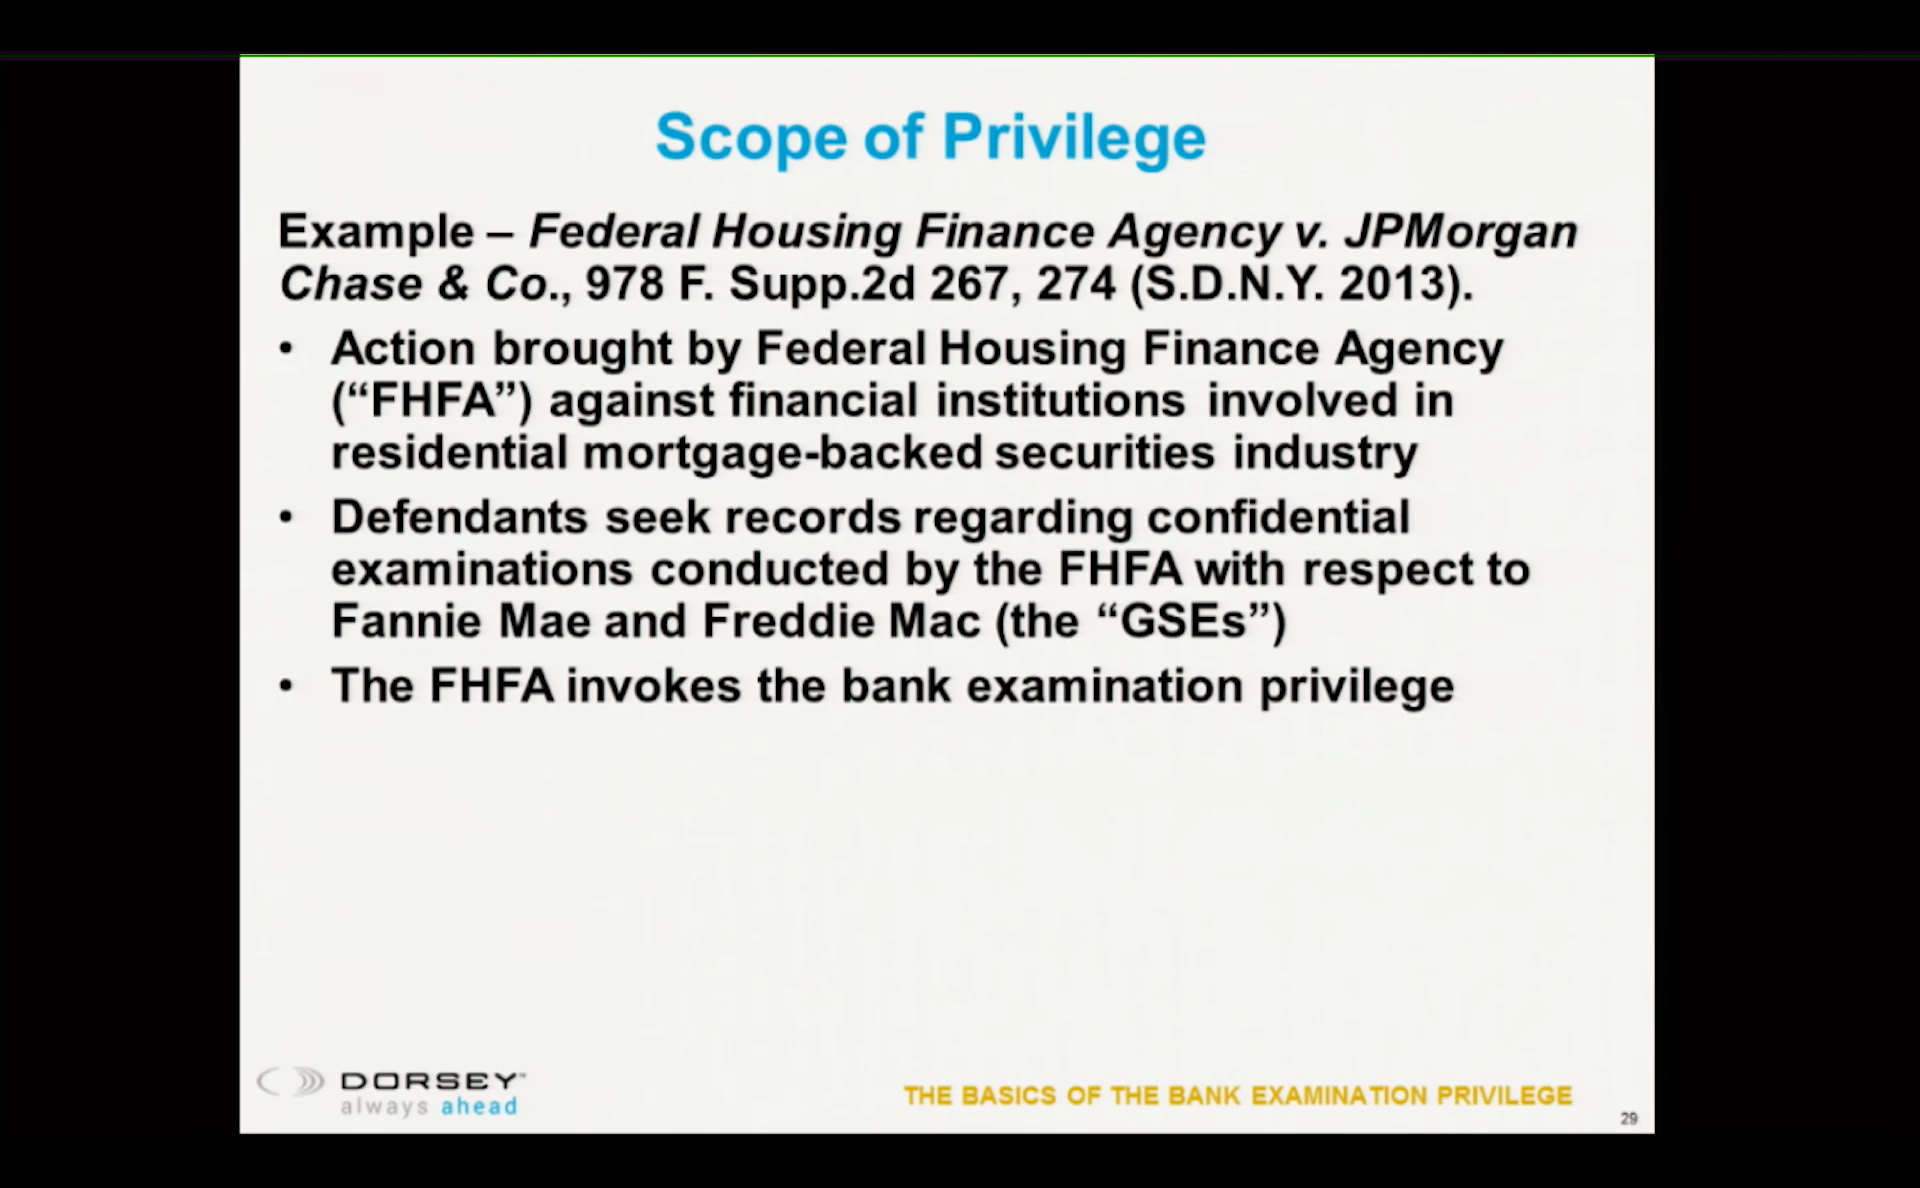 Scope of Privilege
Example – Federal Housing Finance Agency v. JPMorgan
Chase & Co., 978 F. Supp.2d 267, 274 (S.D.N.Y. 2013).
• Action brought by Federal Housing Finance Agency
(“FHFA”) against financial institutions involved in
residential mortgage-backed securities industry
• Defendants seek records regarding confidential
examinations conducted by the FHFA with respect to
Fannie Mae and Freddie Mac (the “GSEs”)
• The FHFA invokes the bank examination privilege
DORSEY™
always ahead
THE BASICS OF THE BANK EXAMINATION PRIVILEGE
29